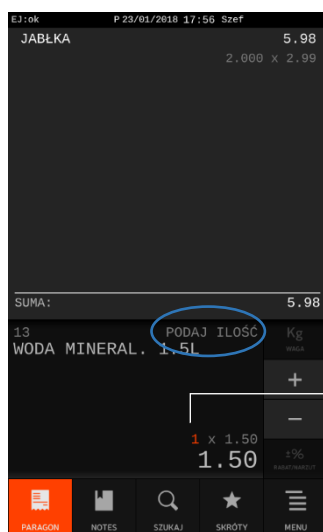 EJ:ok P 23/01/2018 17:56 Szef
JABŁKA 5.98
2.000 x 2.99
SUMA: 5.98
13 PODAJ ILOŚĆ
WODA MINERAL. 1.5L
Kg
WAGA
+
−
1 x 1.50
1.50
±%
RABAT/NARZUT
PARAGON NOTES SZUKAJ SKRÓTY MENU